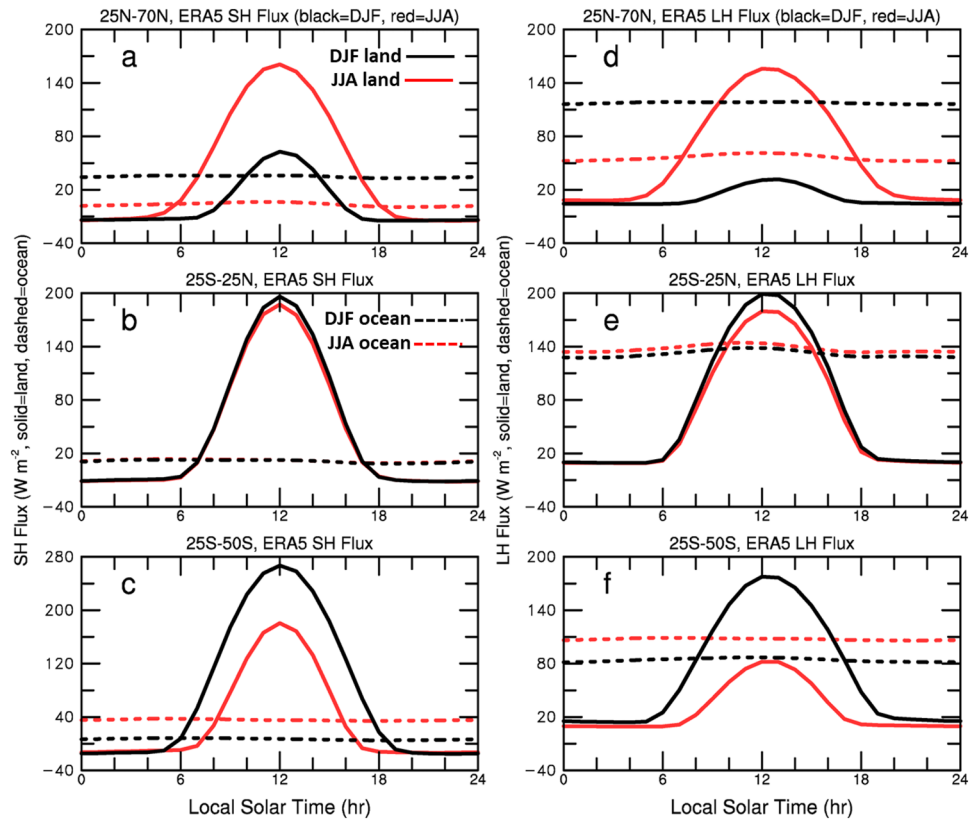 25N-70N, ERA5 SH Flux (black=DJF, red=JJA)
200
140
80
20
−40
0 6 12 18 24
a
DJF land
JJA land
25N-70N, ERA5 LH Flux (black=DJF, red=JJA)
200
140
80
20
−40
0 6 12 18 24
d
25S-25N, ERA5 SH Flux
200
140
80
20
−40
0 6 12 18 24
b
DJF ocean
JJA ocean
25S-25N, ERA5 LH Flux
200
140
80
20
−40
0 6 12 18 24
e
25S-50S, ERA5 SH Flux
280
200
120
40
−40
0 6 12 18 24
c
25S-50S, ERA5 LH Flux
200
140
80
20
−40
0 6 12 18 24
f
SH Flux (W m-2, solid=land, dashed=ocean)
LH Flux (W m-2, solid=land, dashed=ocean)
Local Solar Time (hr)
Local Solar Time (hr)